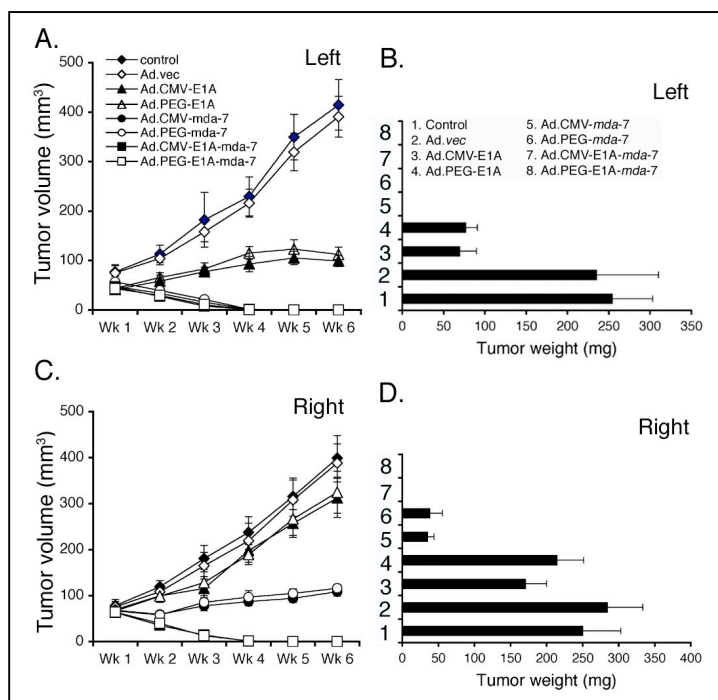 A.
Left
Tumor volume (mm³)
500
400
300
200
100
0
control
Ad.vec
Ad.CMV-E1A
Ad.PEG-E1A
Ad.CMV-mda-7
Ad.PEG-mda-7
Ad.CMV-E1A-mda-7
Ad.PEG-E1A-mda-7
Wk 1 Wk 2 Wk 3 Wk 4 Wk 5 Wk 6
B.
Left
1. Control
2. Ad.vec
3. Ad.CMV-E1A
4. Ad.PEG-E1A
5. Ad.CMV-mda-7
6. Ad.PEG-mda-7
7. Ad.CMV-E1A-mda-7
8. Ad.PEG-E1A-mda-7
8
7
6
5
4
3
2
1
0 50 100 150 200 250 300 350
Tumor weight (mg)
C.
Right
Tumor volume (mm³)
500
400
300
200
100
0
Wk 1 Wk 2 Wk 3 Wk 4 Wk 5 Wk 6
D.
Right
8
7
6
5
4
3
2
1
0 50 100 150 200 300 400
Tumor weight (mg)